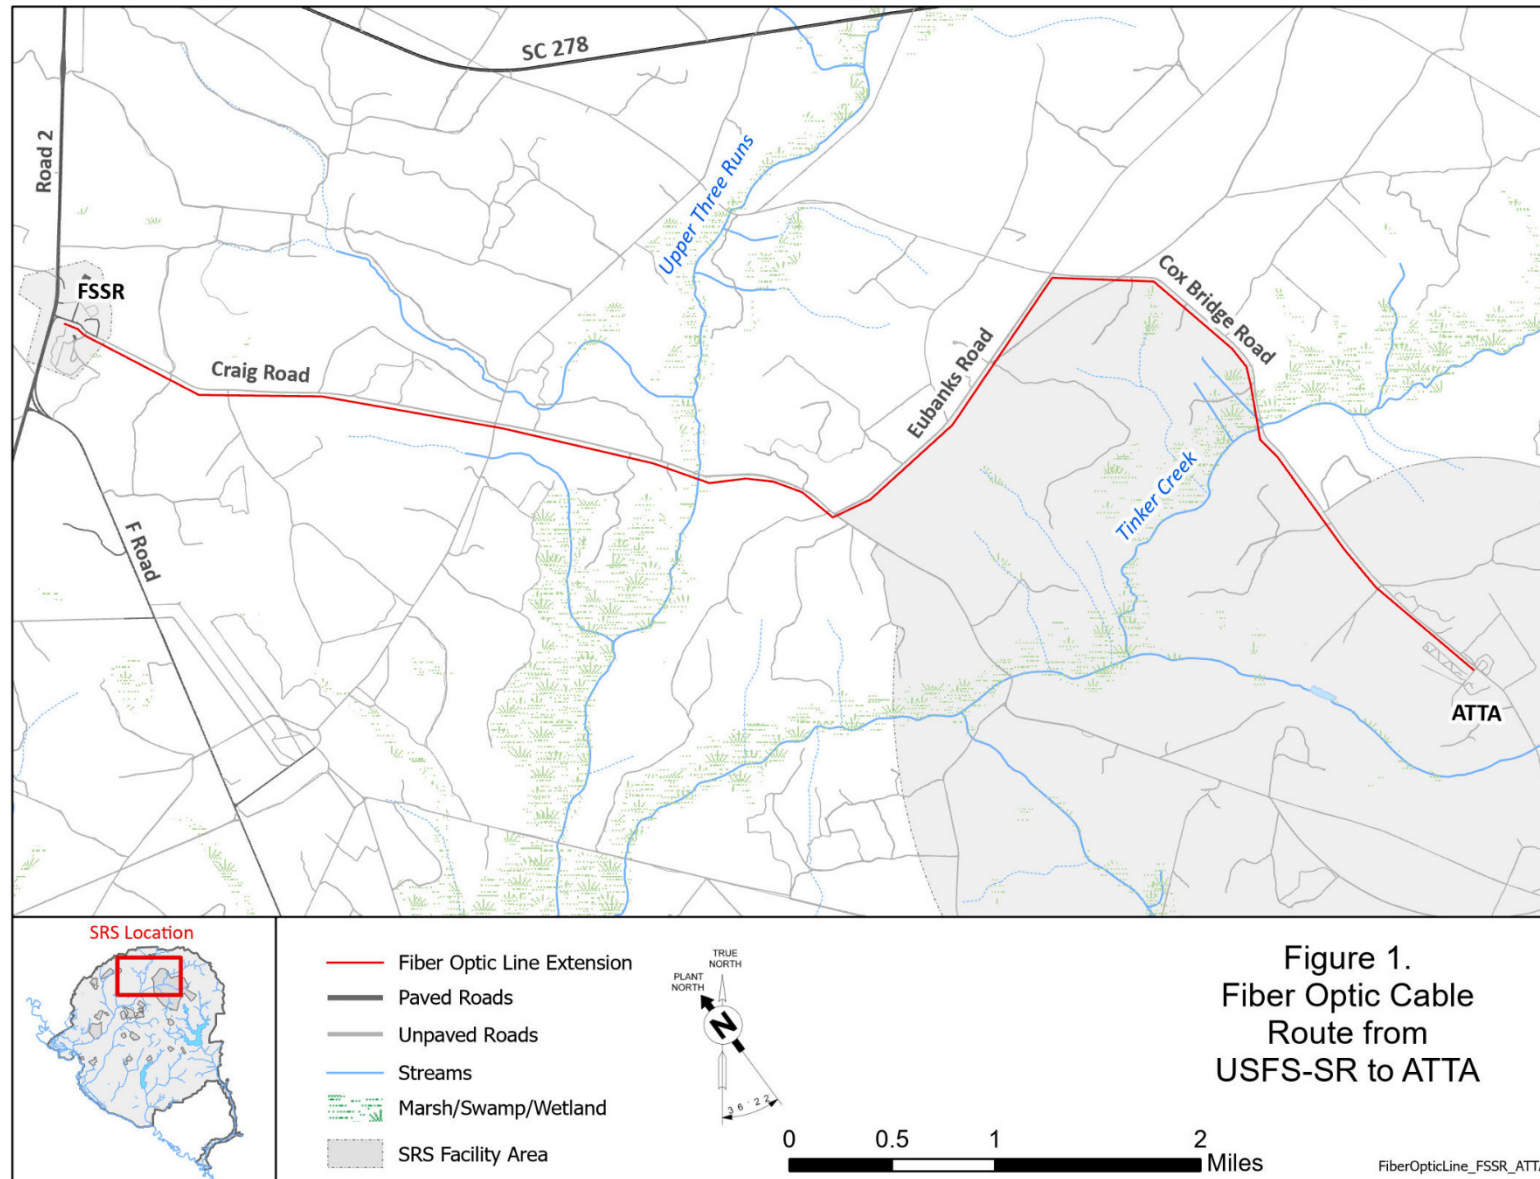 SC 278
Road 2
Upper Three Runs
FSSR
Craig Road
Cox Bridge Road
Eubanks Road
Tinker Creek
F Road
ATTA
SRS Location
Fiber Optic Line Extension
Paved Roads
Unpaved Roads
Streams
Marsh/Swamp/Wetland
SRS Facility Area
TRUE
NORTH
PLANT
NORTH
N
36°22'
Figure 1.
Fiber Optic Cable
Route from
USFS-SR to ATTA
0 0.5 1 2
Miles
FiberOpticLine_FSSR_ATTA